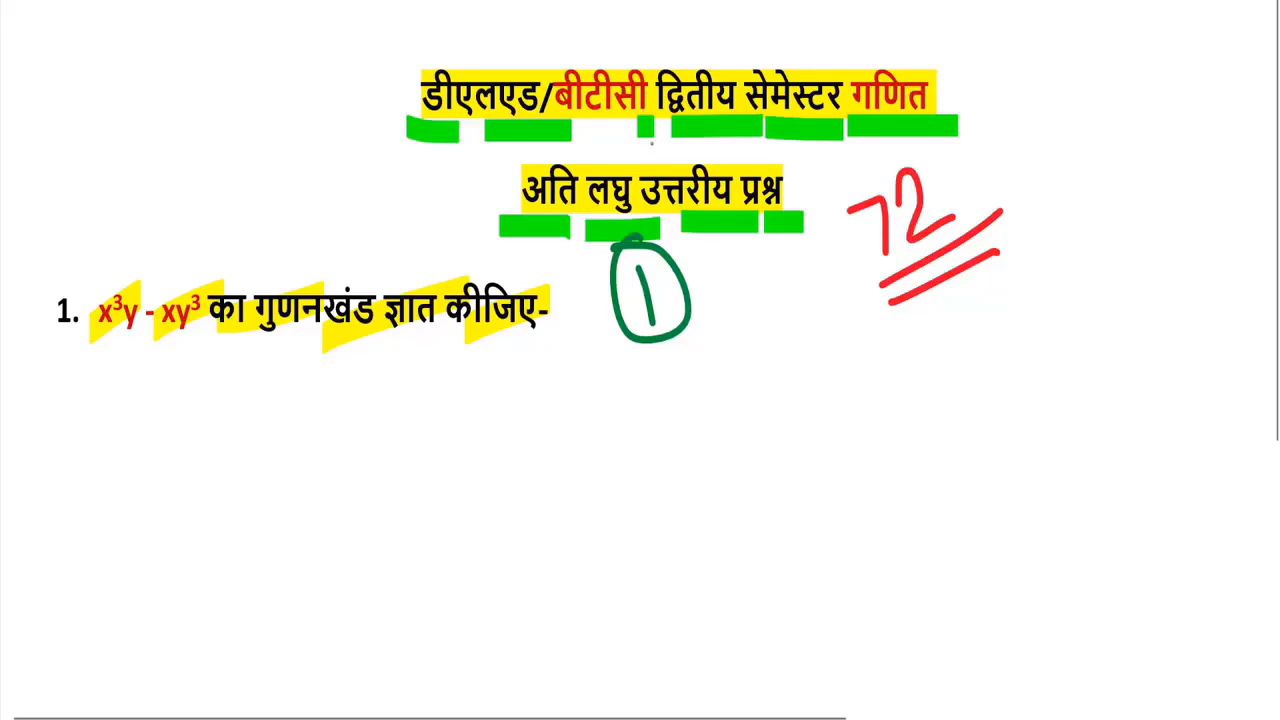 डीएलएड/बीटीसी द्वितीय सेमेस्टर गणित
अति लघु उत्तरीय प्रश्न
72
1
1. x³y - xy³ का गुणनखंड ज्ञात कीजिए-